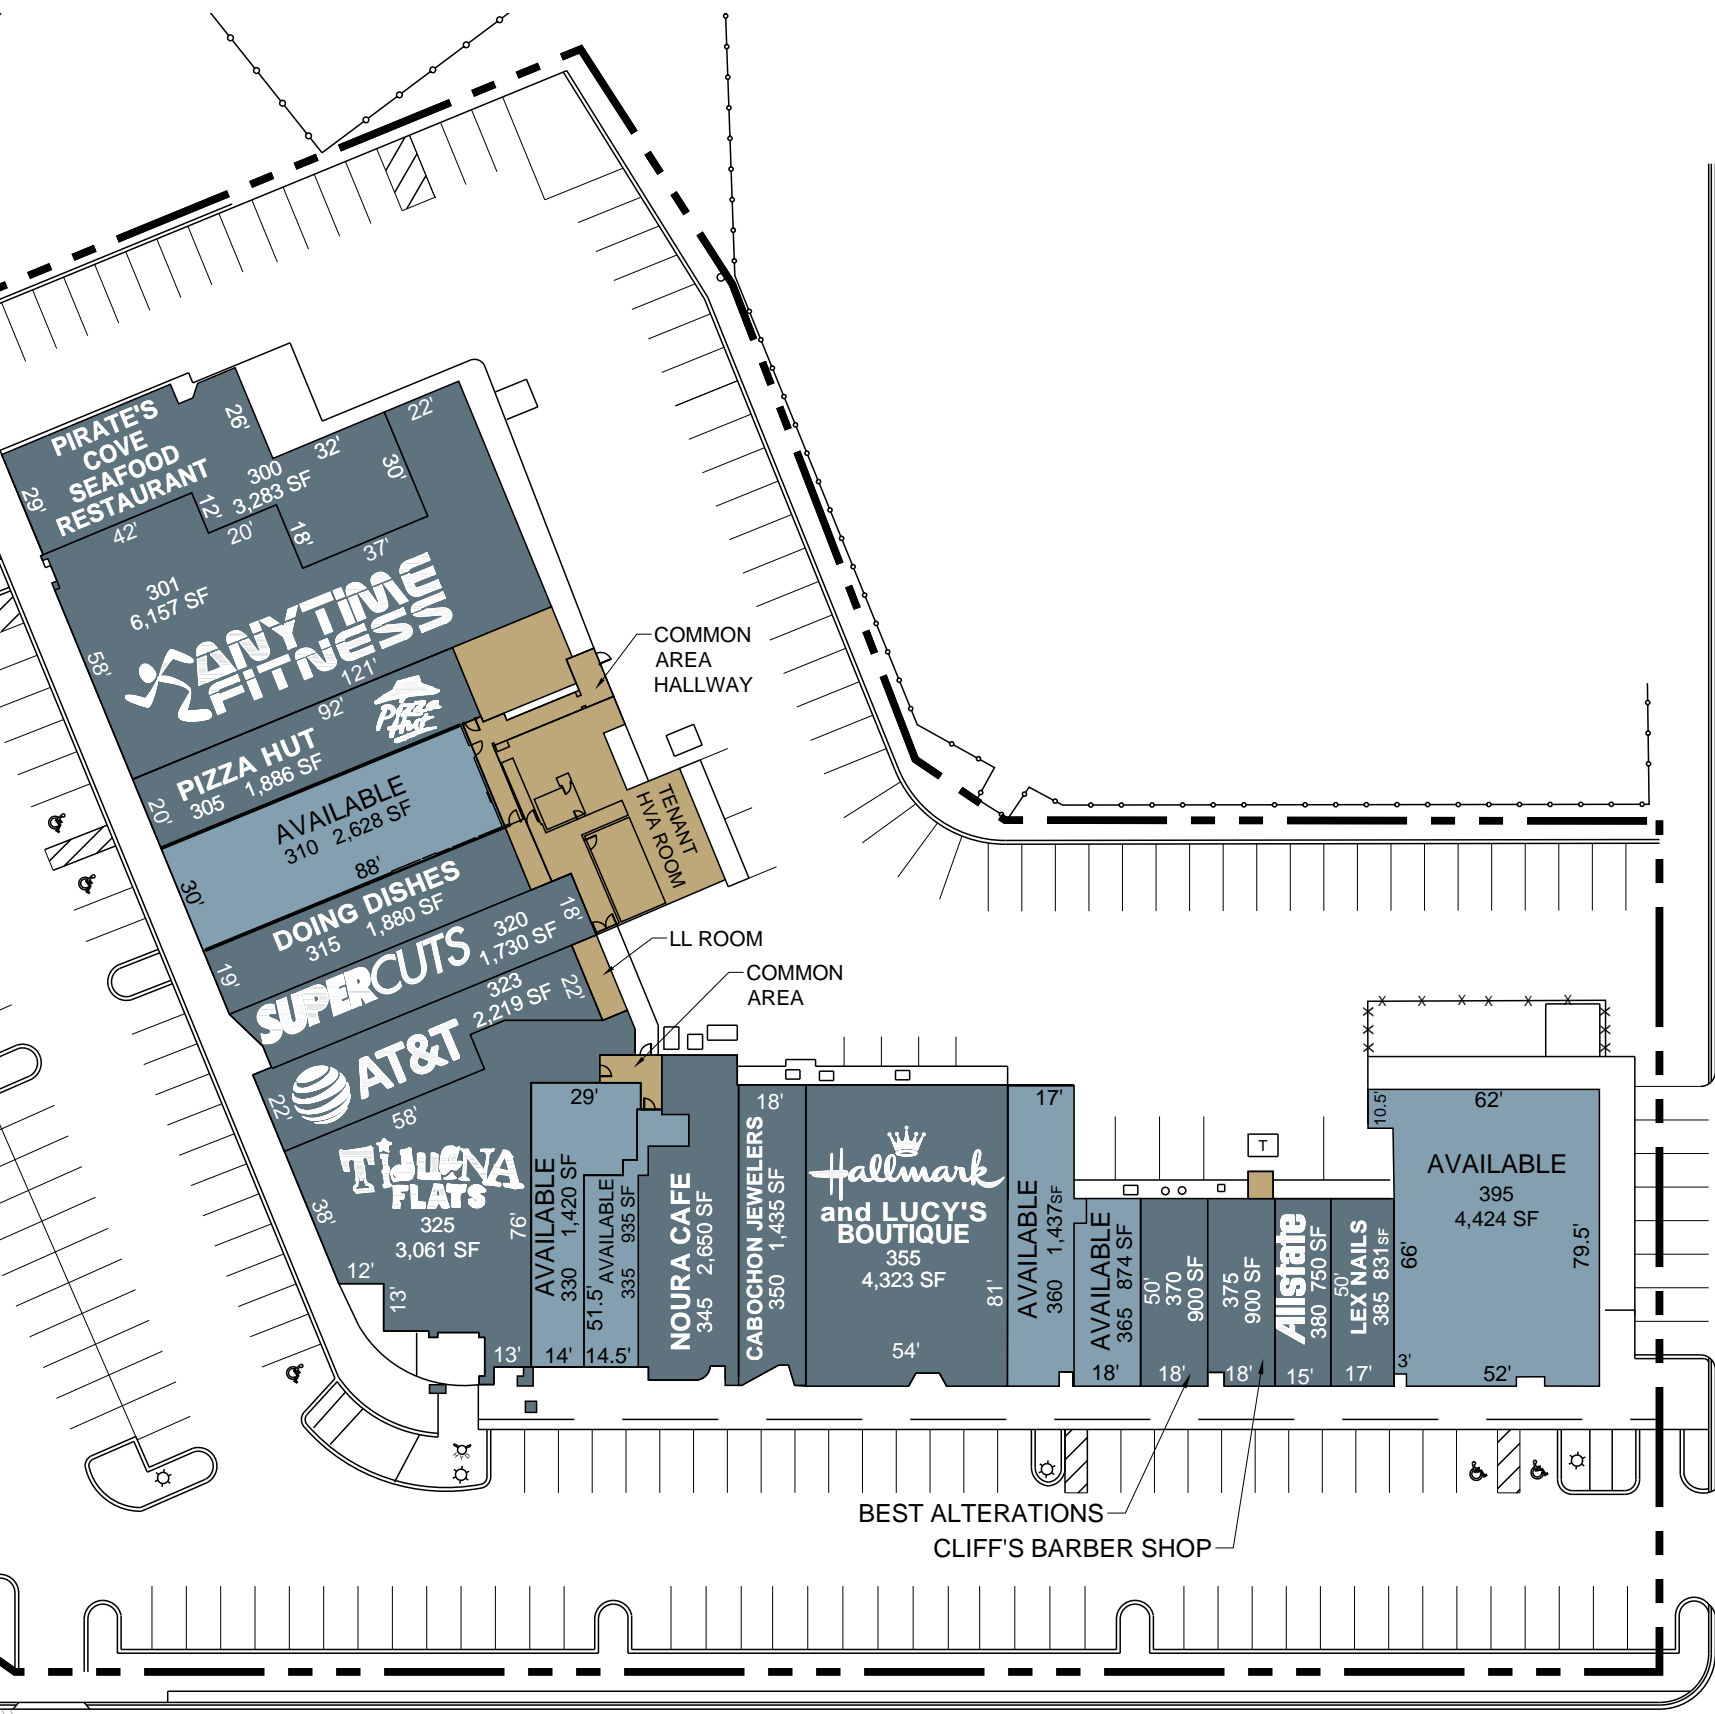 PIRATE'S
COVE
SEAFOOD
RESTAURANT
300
3,283 SF
26'
32'
22'
30'
29'
42'
12'
20'
18'
37'
301
6,157 SF
ANYTIME
FITNESS
58'
121'
92'
Pizza
Hut
PIZZA HUT
305 1,886 SF
20'
AVAILABLE
310 2,628 SF
88'
30'
DOING DISHES
315 1,880 SF
19'
SUPERCUTS
320
1,730 SF
18'
323
2,219 SF
22'
AT&T
22'
58'
TIJUANA
FLATS
325
3,061 SF
38'
76'
12'
13'
13'
COMMON
AREA
HALLWAY
TENANT
HVA ROOM
LL ROOM
COMMON
AREA
29'
AVAILABLE
330 1,420 SF
14'
AVAILABLE
335 935 SF
51.5'
14.5'
NOURA CAFE
345 2,650 SF
18'
CABOCHON JEWELERS
350 1,435 SF
Hallmark
and LUCY'S
BOUTIQUE
355
4,323 SF
54'
81'
17'
AVAILABLE
360 1,437SF
AVAILABLE
365 874 SF
18'
50'
370
900 SF
18'
375
900 SF
18'
T
Allstate
380 750 SF
15'
50'
LEX NAILS
385 831SF
17'
10.5'
62'
AVAILABLE
395
4,424 SF
66'
79.5'
3'
52'
X X X X X X
BEST ALTERATIONS
CLIFF'S BARBER SHOP